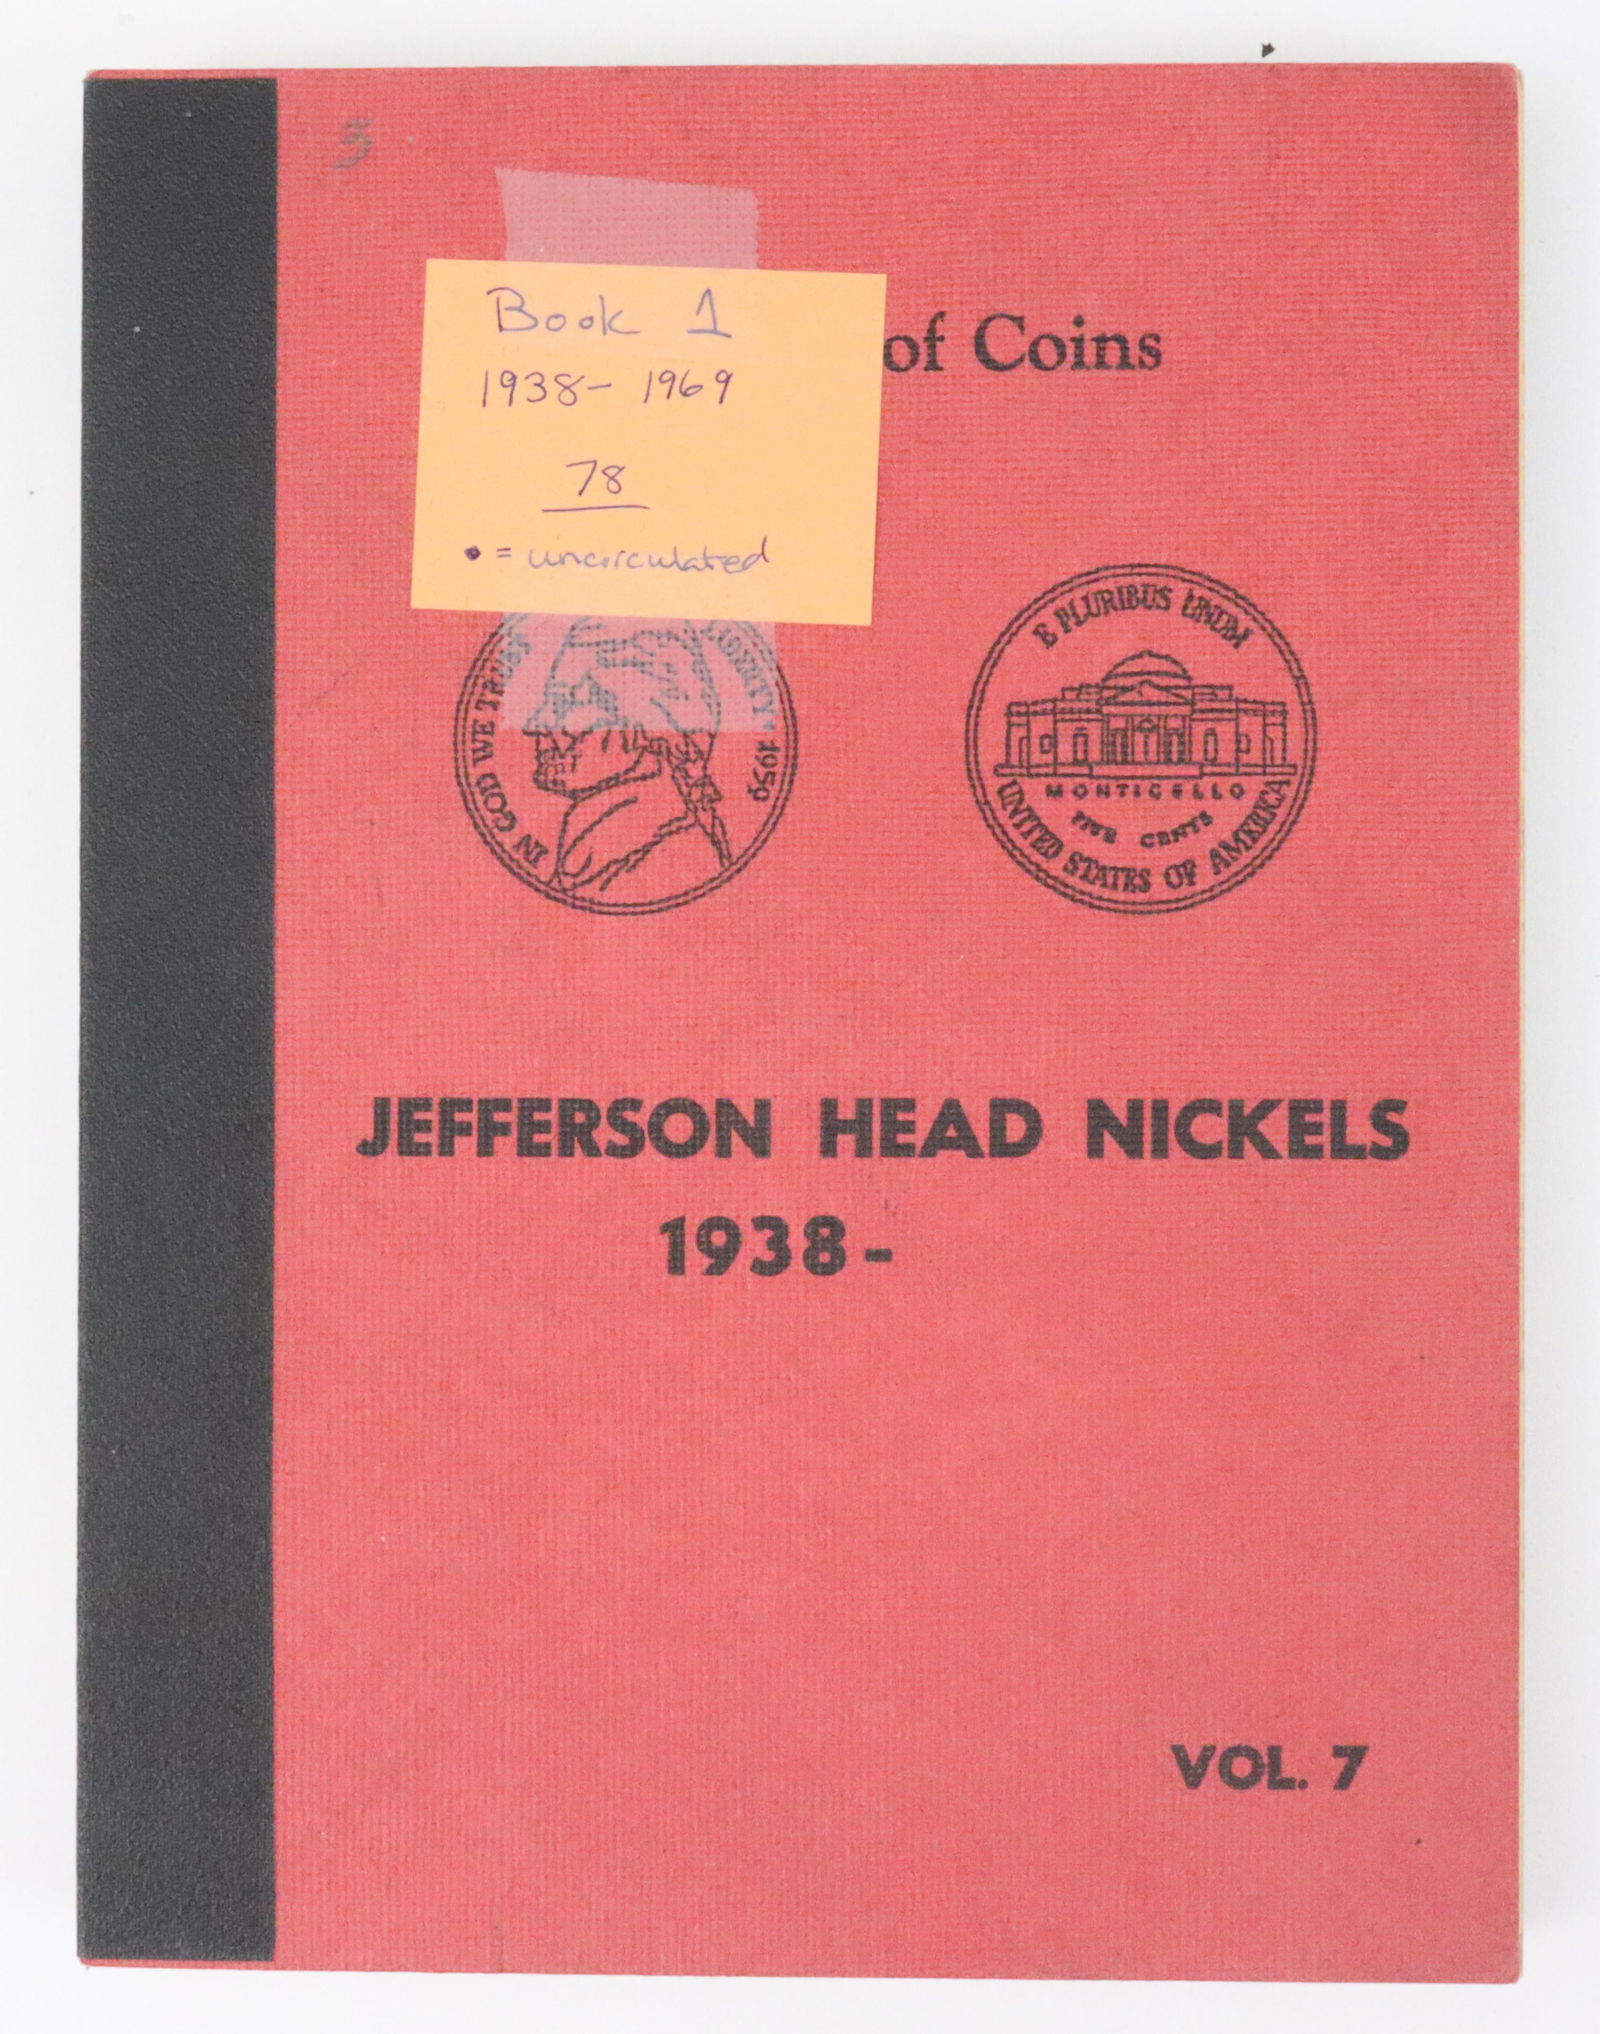 3
Book 1
1938- 1969
78
• = uncirculated
of Coins
IN GOD WE TRUST
LIBERTY * 1959
E PLURIBUS UNUM
MONTICELLO
FIVE CENTS
UNITED STATES OF AMERICA
JEFFERSON HEAD NICKELS
1938-
VOL. 7